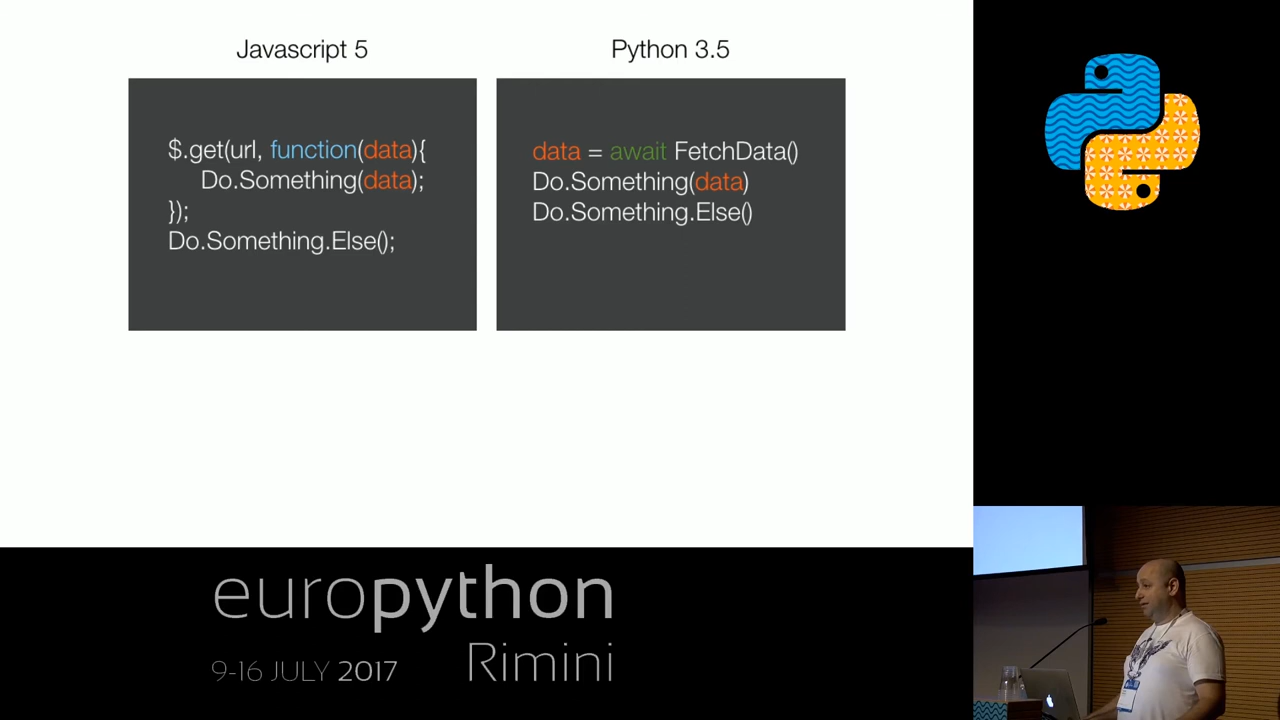 Javascript 5
$.get(url, function(data){
Do.Something(data);
});
Do.Something.Else();
Python 3.5
data = await FetchData()
Do.Something(data)
Do.Something.Else()
europython
9-16 JULY 2017
Rimini